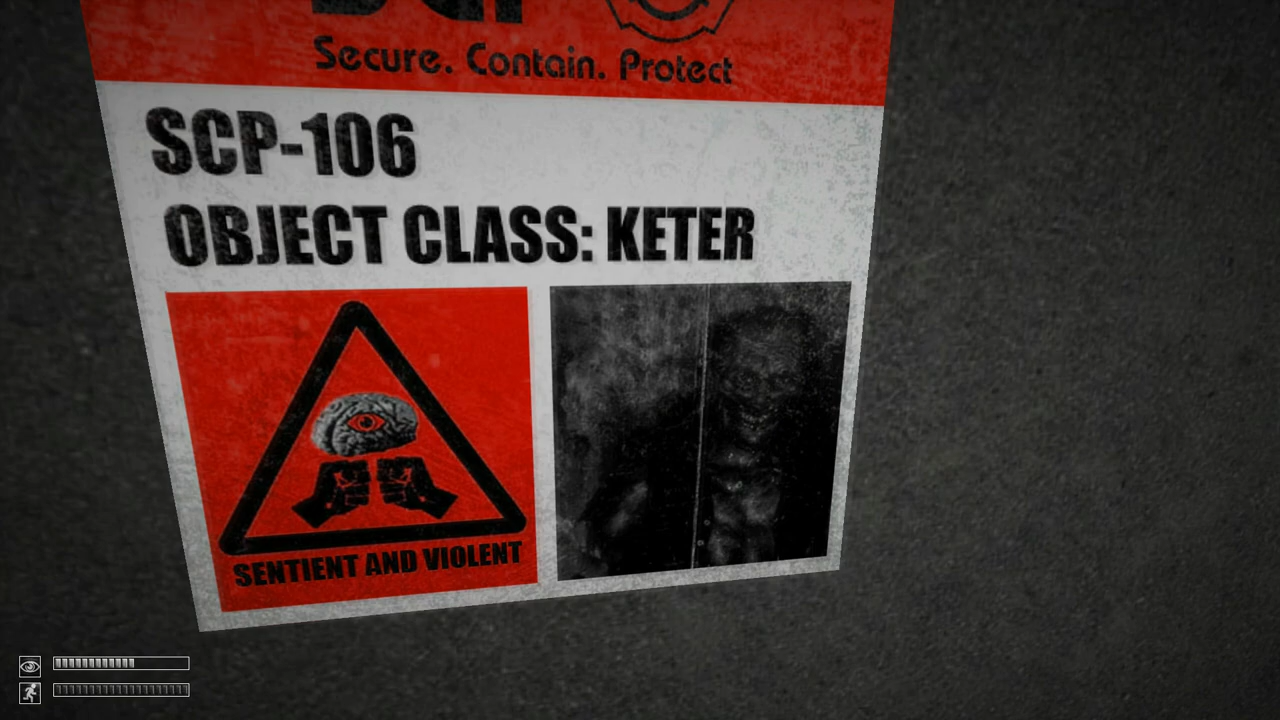 Secure. Contain. Protect
SCP-106
OBJECT CLASS: KETER
SENTIENT AND VIOLENT